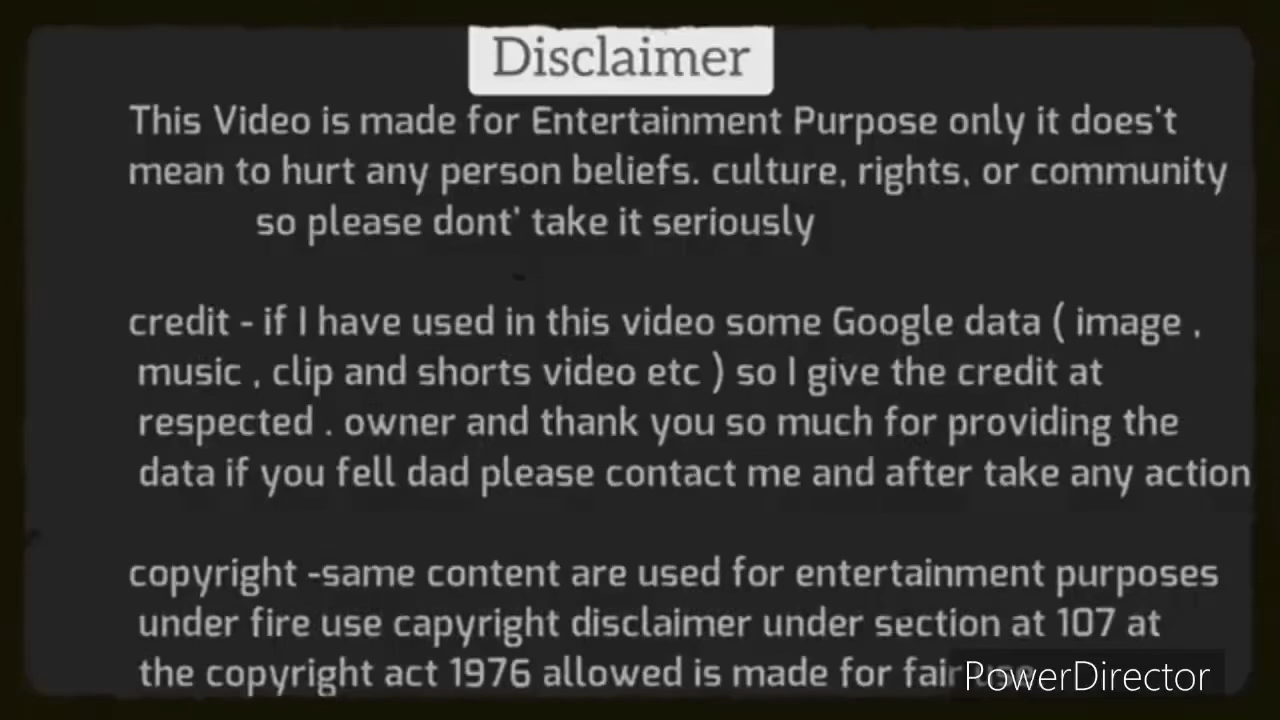 Disclaimer
This Video is made for Entertainment Purpose only it does't
mean to hurt any person beliefs. culture, rights, or community
so please dont' take it seriously
credit - if I have used in this video some Google data ( image ,
music , clip and shorts video etc ) so I give the credit at
respected . owner and thank you so much for providing the
data if you fell dad please contact me and after take any action
copyright -same content are used for entertainment purposes
under fire use capyright disclaimer under section at 107 at
the copyright act 1976 allowed is made for fair use
PowerDirector